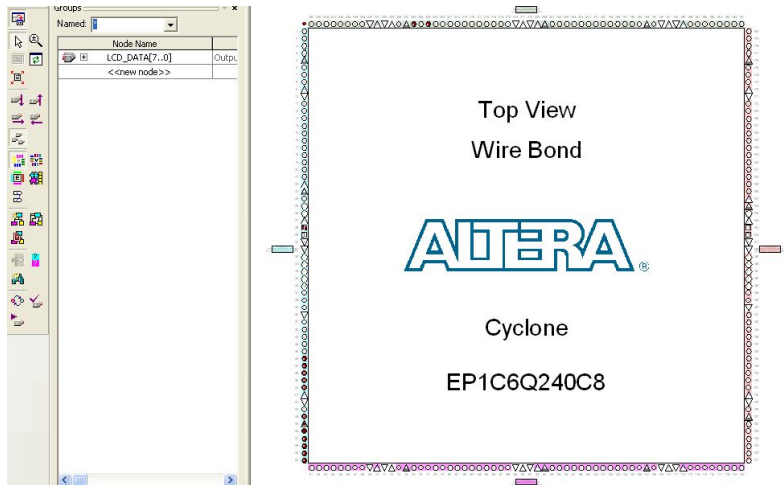 Groups
Named: *
Node Name
LCD_DATA[7..0] Outpu
<<new node>>
Top View
Wire Bond
ALTERA ®
Cyclone
EP1C6Q240C8